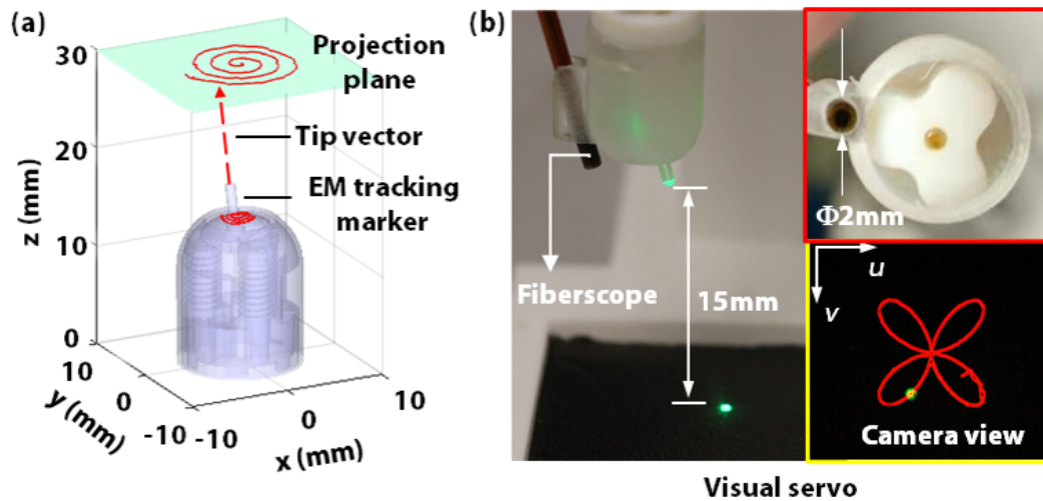 (a)
30
Projection
plane
20
Tip vector
EM tracking
marker
z (mm)
10
0
10
0
-10
y (mm)
-10
0
10
x (mm)
(b)
Fiberscope
15mm
Φ2mm
u
v
Camera view
Visual servo